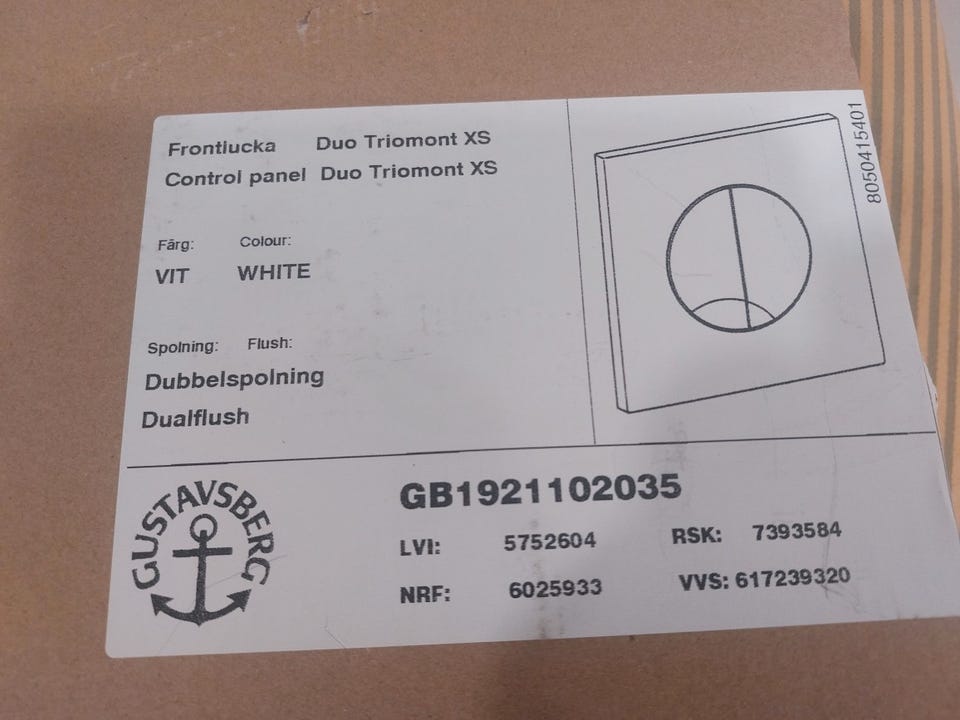 Frontlucka Duo Triomont XS
Control panel Duo Triomont XS
Färg: Colour:
VIT WHITE
Spolning: Flush:
Dubbelspolning
Dualflush
8050415401
GUSTAVSBERG
GB1921102035
LVI: 5752604 RSK: 7393584
NRF: 6025933 VVS: 617239320